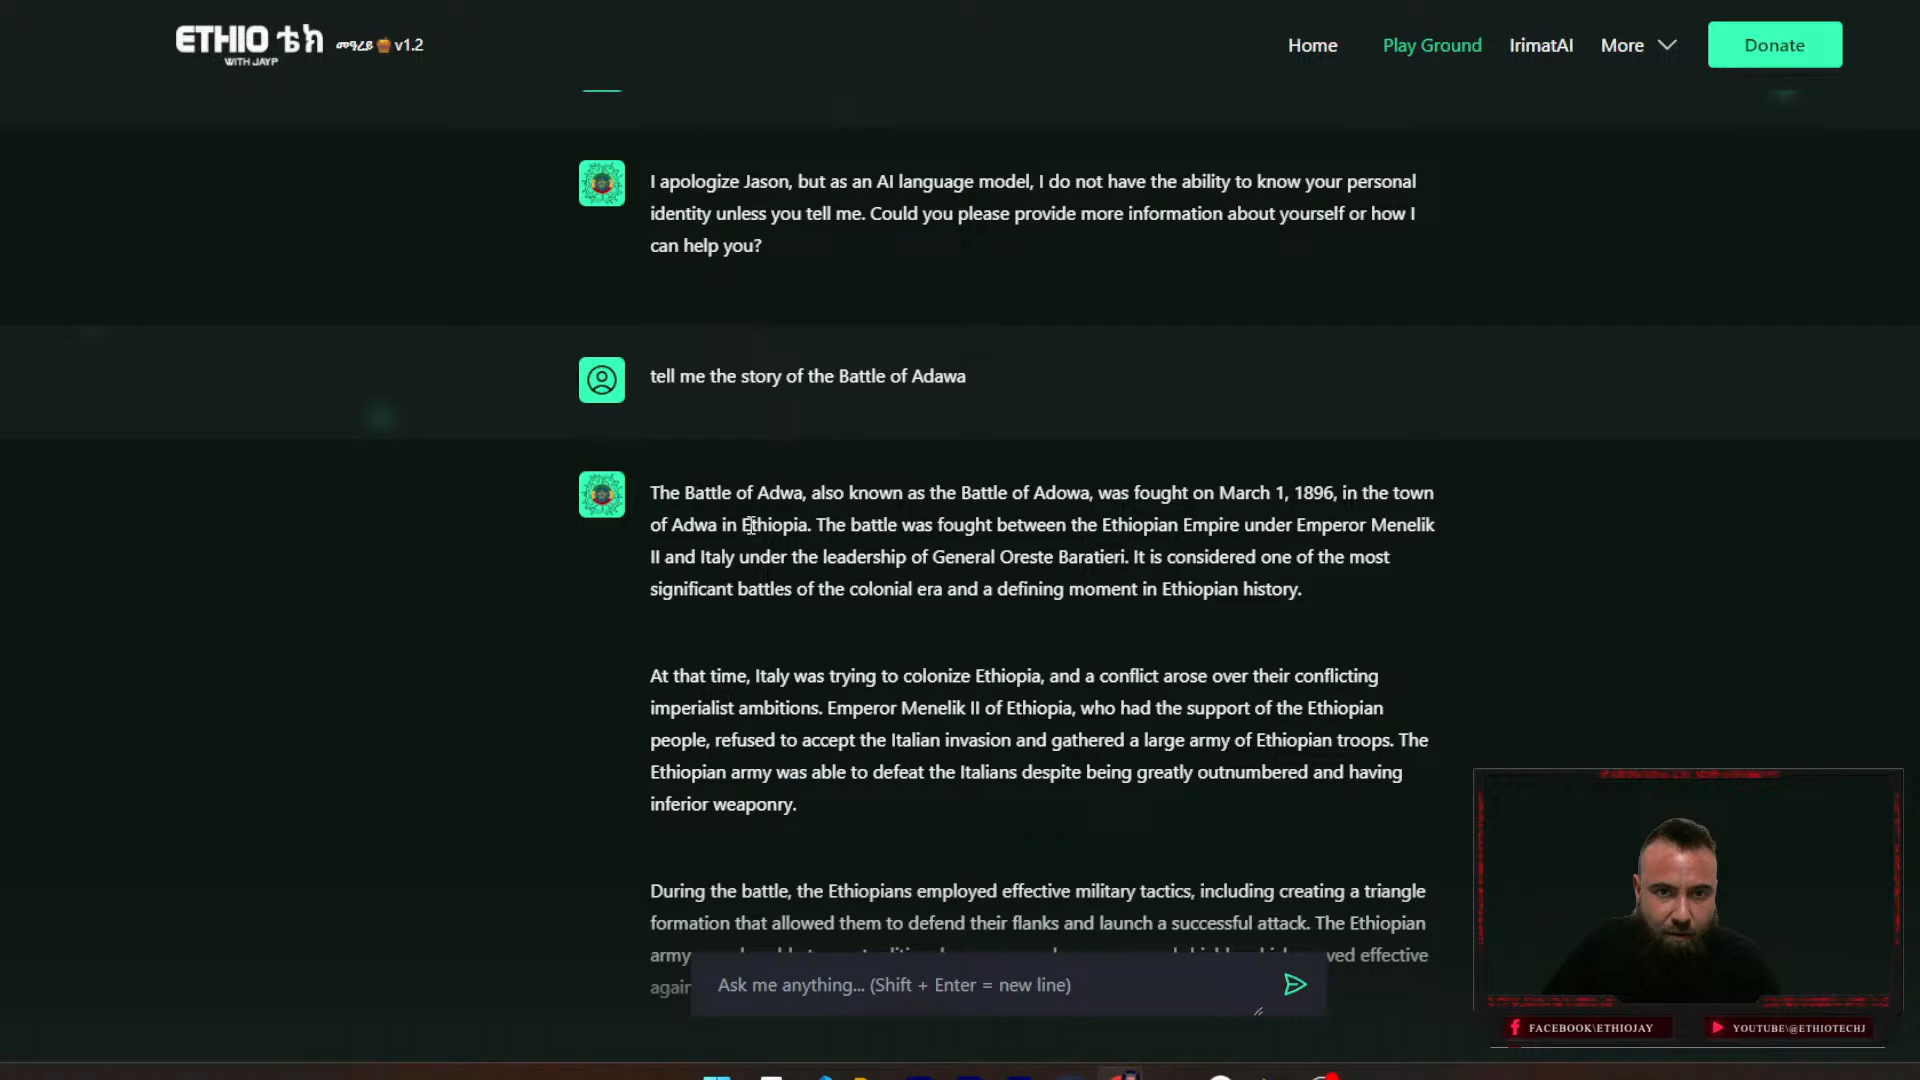 ETHIO ቴክ
WITH JAYP
መዓረይ v1.2
Home
Play Ground
IrimatAI
More
Donate
I apologize Jason, but as an AI language model, I do not have the ability to know your personal
identity unless you tell me. Could you please provide more information about yourself or how I
can help you?
tell me the story of the Battle of Adawa
The Battle of Adwa, also known as the Battle of Adowa, was fought on March 1, 1896, in the town
of Adwa in Ethiopia. The battle was fought between the Ethiopian Empire under Emperor Menelik
II and Italy under the leadership of General Oreste Baratieri. It is considered one of the most
significant battles of the colonial era and a defining moment in Ethiopian history.
At that time, Italy was trying to colonize Ethiopia, and a conflict arose over their conflicting
imperialist ambitions. Emperor Menelik II of Ethiopia, who had the support of the Ethiopian
people, refused to accept the Italian invasion and gathered a large army of Ethiopian troops. The
Ethiopian army was able to defeat the Italians despite being greatly outnumbered and having
inferior weaponry.
During the battle, the Ethiopians employed effective military tactics, including creating a triangle
formation that allowed them to defend their flanks and launch a successful attack. The Ethiopian
army effective
Ask me anything... (Shift + Enter = new line)
FACEBOOK\ETHIOJAY
YOUTUBE\@ETHIOTECHJ